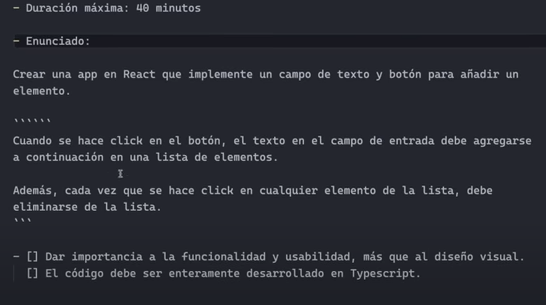 - Duración máxima: 40 minutos
- Enunciado:
Crear una app en React que implemente un campo de texto y botón para añadir un
elemento.
``````
Cuando se hace click en el botón, el texto en el campo de entrada debe agregarse
a continuación en una lista de elementos.
Además, cada vez que se hace click en cualquier elemento de la lista, debe
eliminarse de la lista.
```
- [] Dar importancia a la funcionalidad y usabilidad, más que al diseño visual.
[] El código debe ser enteramente desarrollado en Typescript.